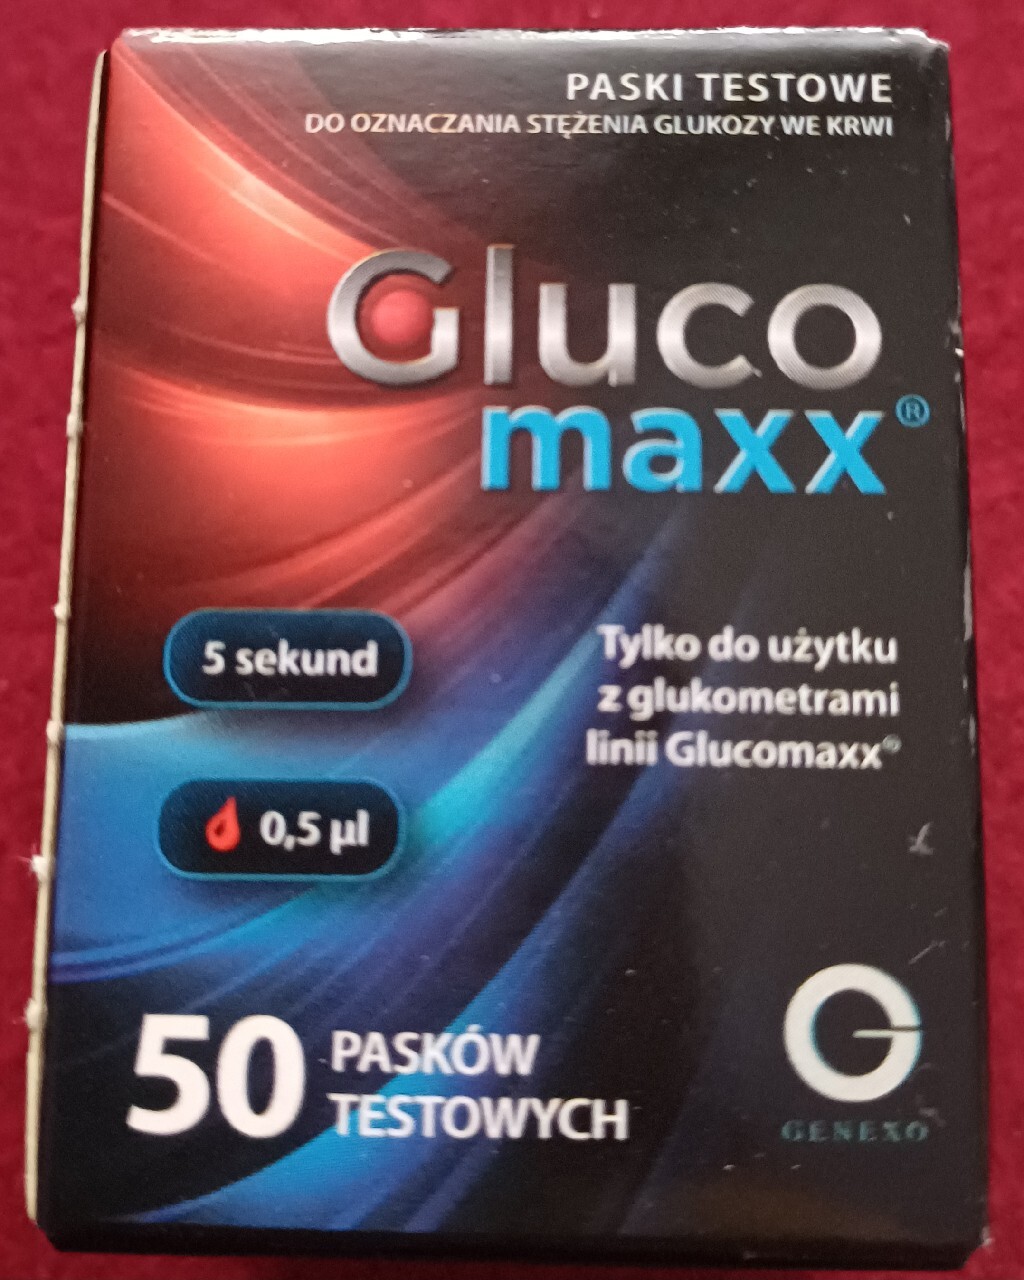 PASKI TESTOWE
DO OZNACZANIA STĘŻENIA GLUKOZY WE KRWI
Gluco
maxx®
5 sekund
Tylko do użytku
z glukometrami
linii Glucomaxx®
0,5 µl
50 PASKÓW
TESTOWYCH
GENEXO